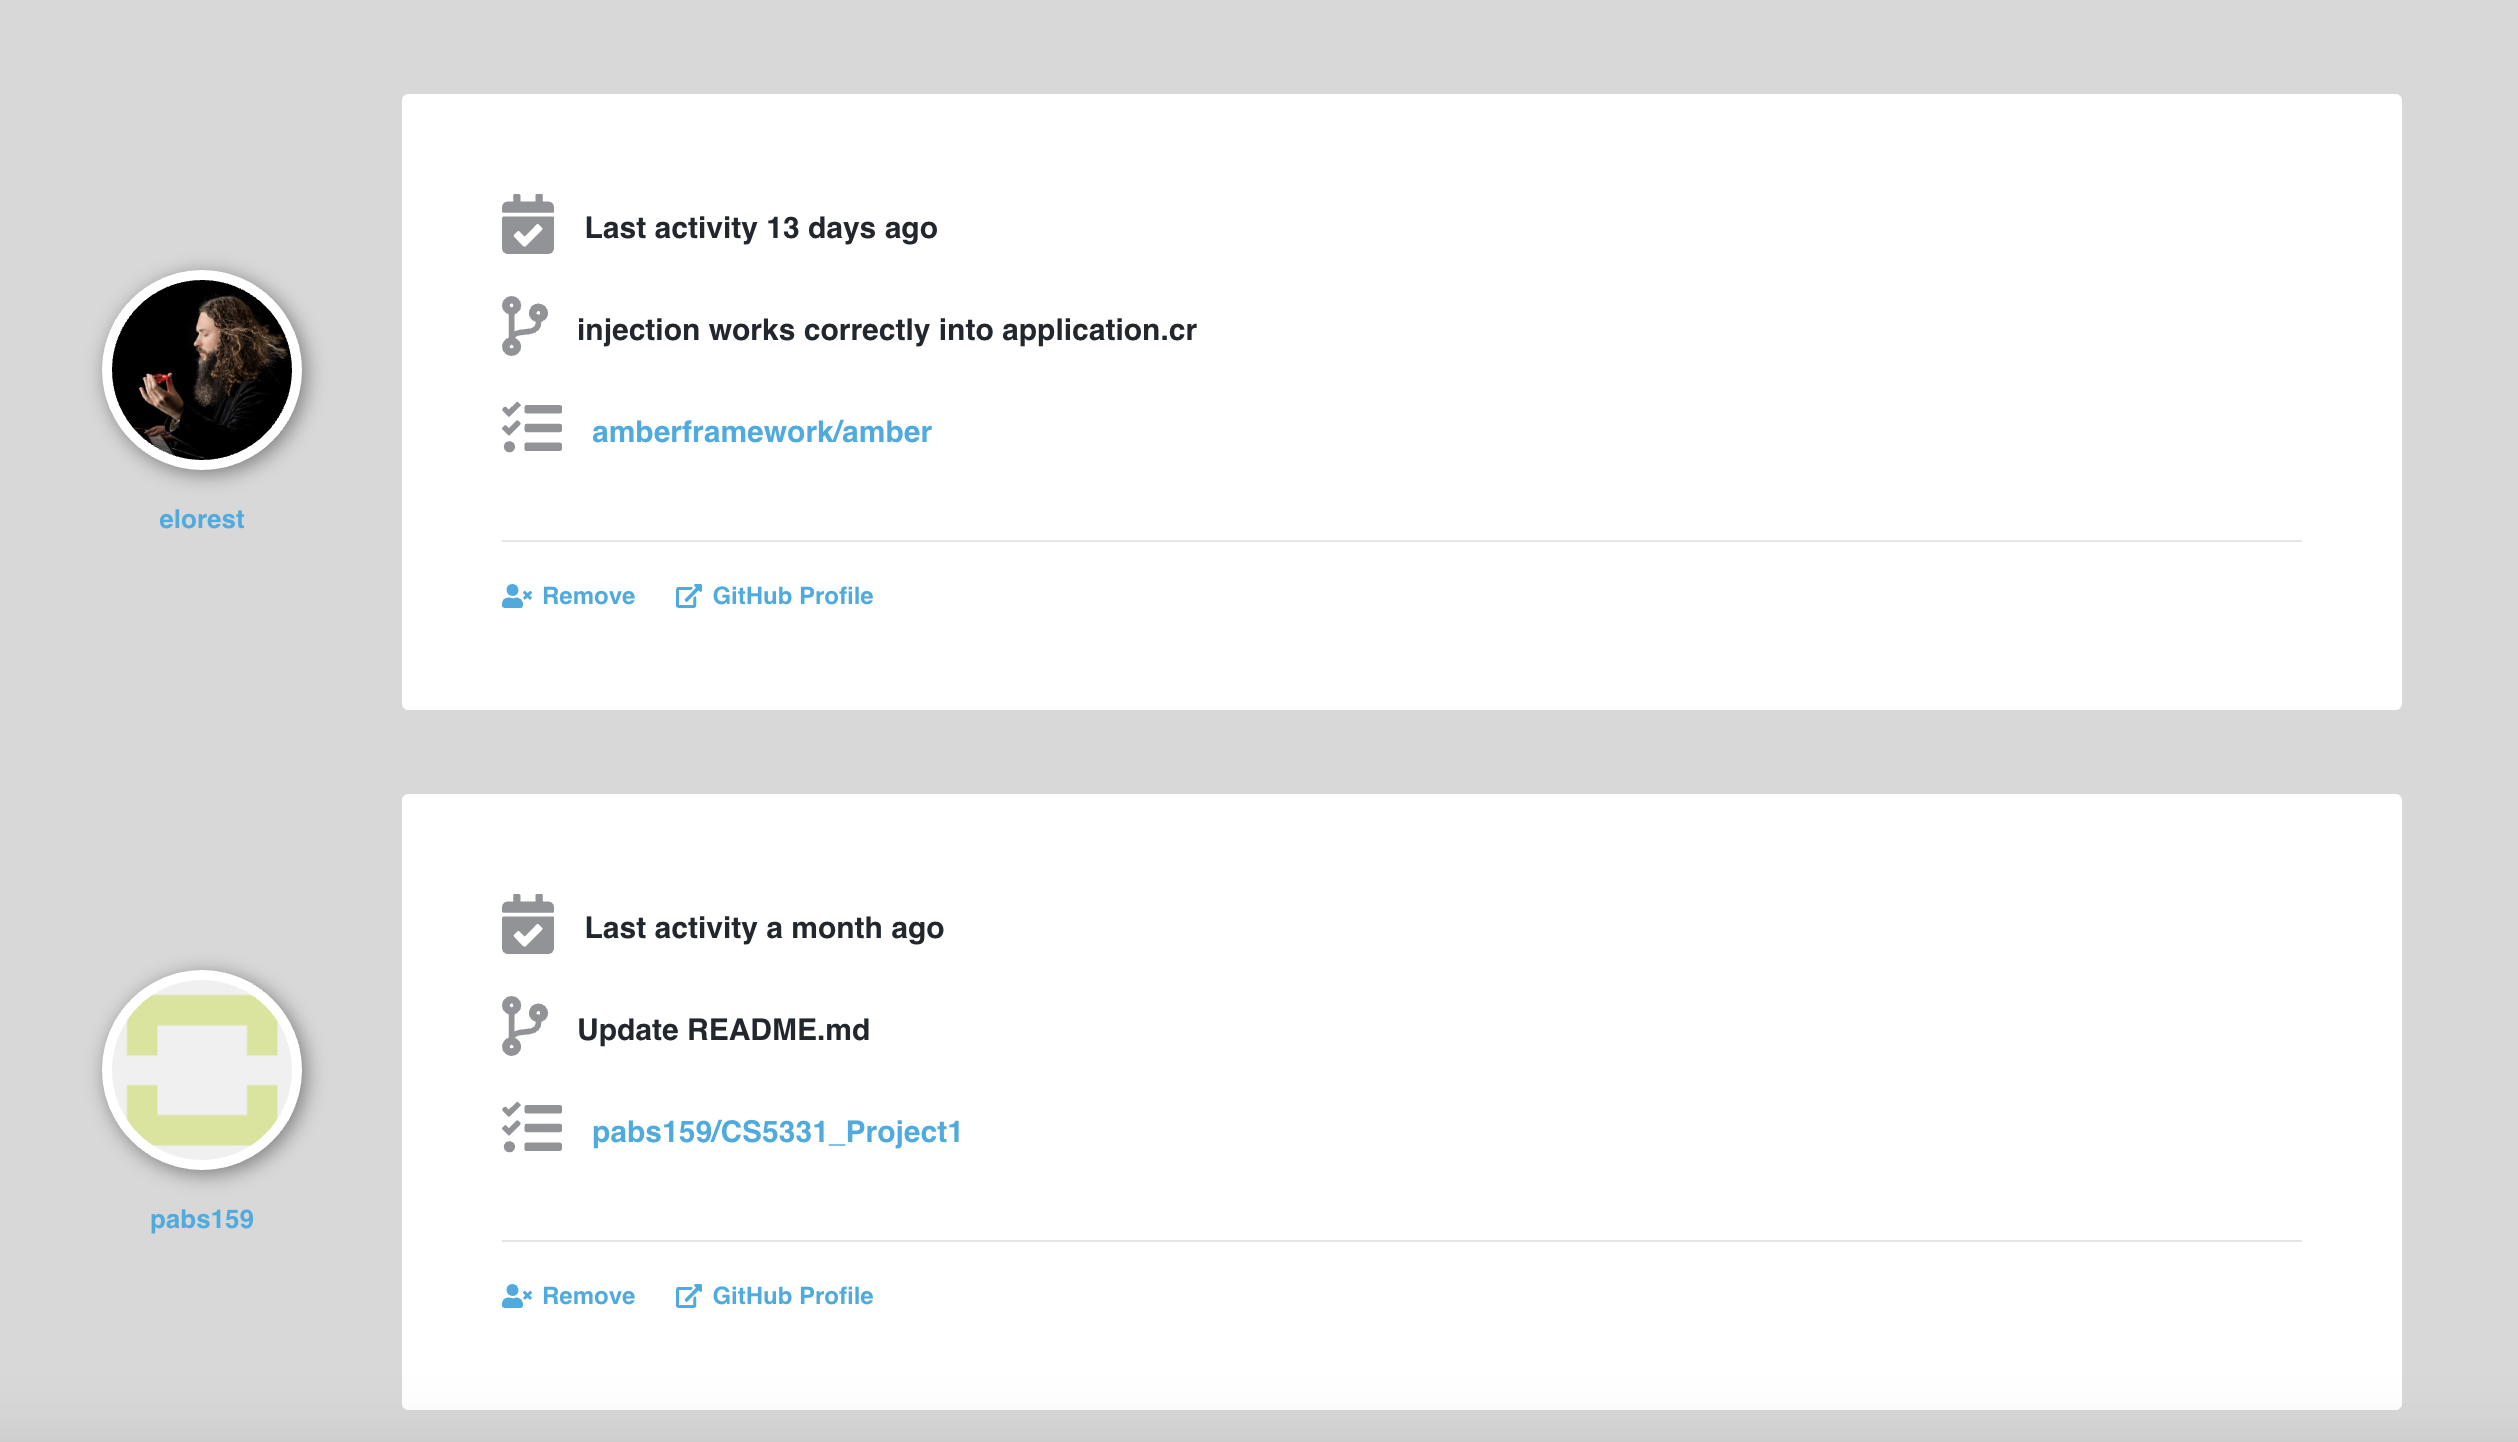 Last activity 13 days ago
injection works correctly into application.cr
amberframework/amber
elorest
Remove GitHub Profile
Last activity a month ago
Update README.md
pabs159/CS5331_Project1
pabs159
Remove GitHub Profile